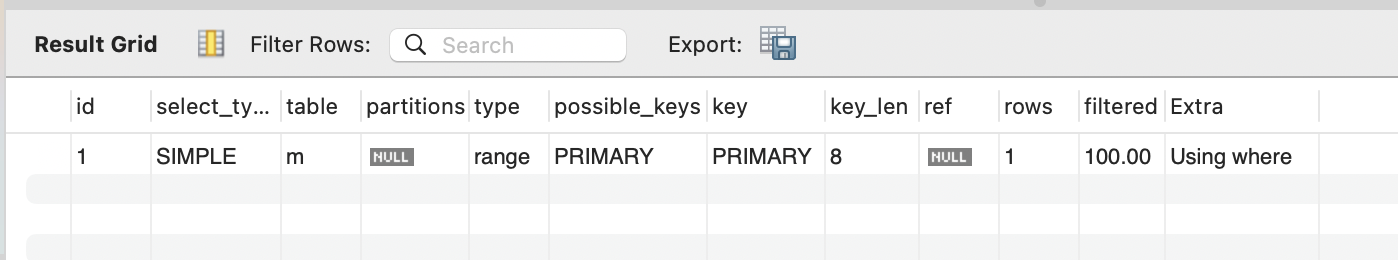 Result Grid Filter Rows: Search Export:
id select_ty... table partitions type possible_keys key key_len ref rows filtered Extra
1 SIMPLE m NULL range PRIMARY PRIMARY 8 NULL 1 100.00 Using where